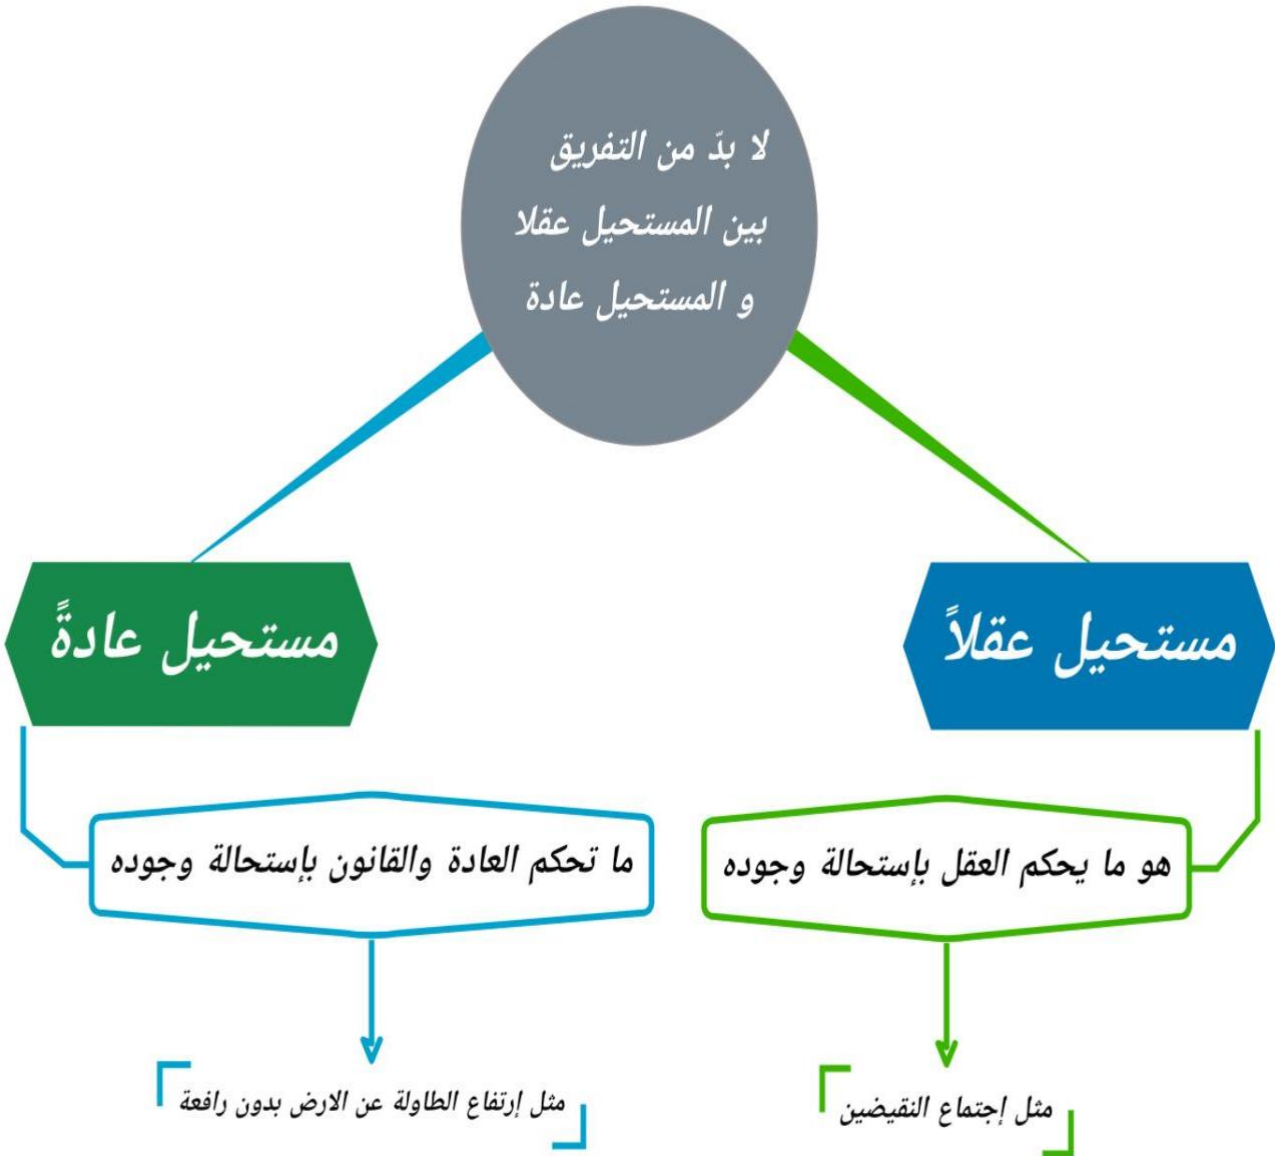 لا بدّ من التفريق
بين المستحيل عقلا
و المستحيل عادة
مستحيل عقلاً
هو ما يحكم العقل بإستحالة وجوده
مثل إجتماع النقيضين
مستحيل عادةً
ما تحكم العادة والقانون بإستحالة وجوده
مثل إرتفاع الطاولة عن الارض بدون رافعة